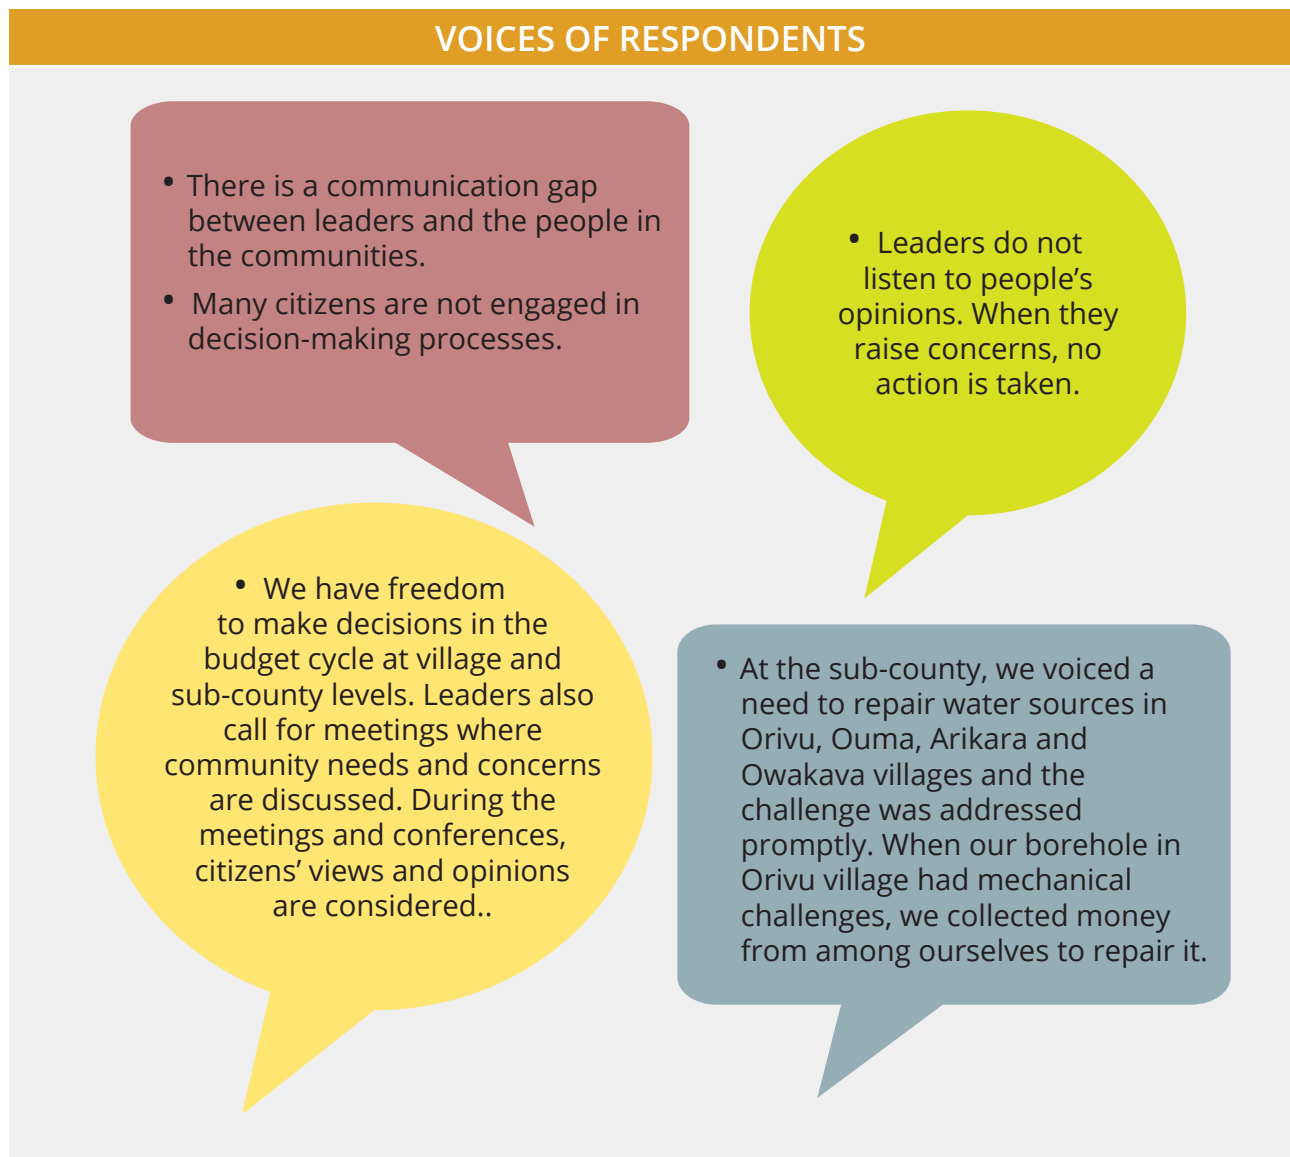 VOICES OF RESPONDENTS
• There is a communication gap
between leaders and the people in
the communities.
• Many citizens are not engaged in
decision-making processes.
• Leaders do not
listen to people’s
opinions. When they
raise concerns, no
action is taken.
• We have freedom
to make decisions in the
budget cycle at village and
sub-county levels. Leaders also
call for meetings where
community needs and concerns
are discussed. During the
meetings and conferences,
citizens’ views and opinions
are considered..
• At the sub-county, we voiced a
need to repair water sources in
Orivu, Ouma, Arikara and
Owakava villages and the
challenge was addressed
promptly. When our borehole in
Orivu village had mechanical
challenges, we collected money
from among ourselves to repair it.